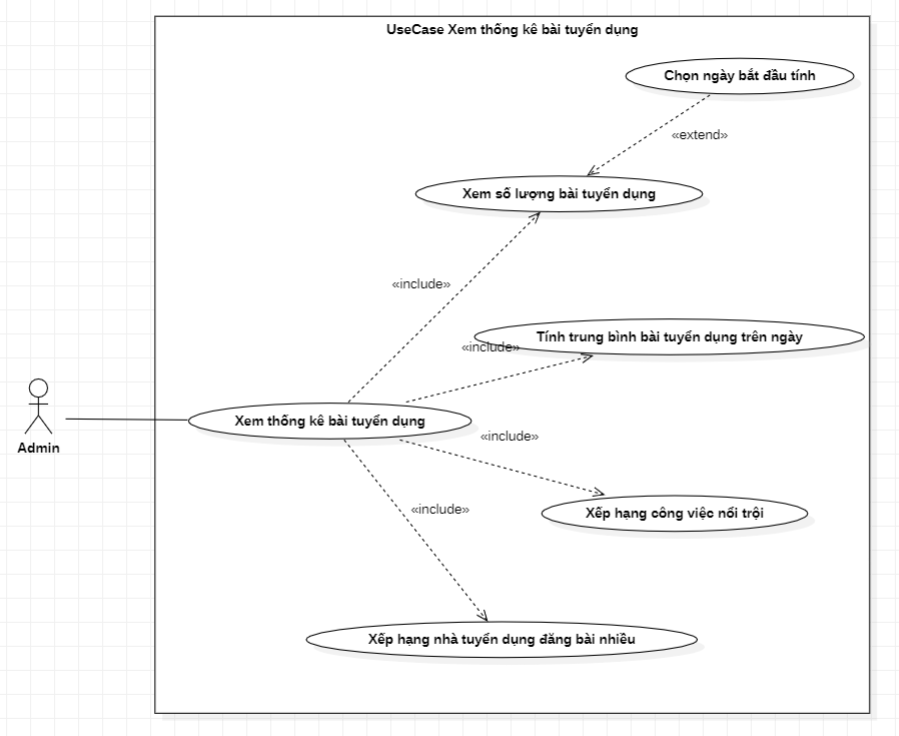 UseCase Xem thống kê bài tuyển dụng
Chọn ngày bắt đầu tính
«extend»
Xem số lượng bài tuyển dụng
«include»
Tính trung bình bài tuyển dụng trên ngày
«include»
Xem thống kê bài tuyển dụng
Admin
«include»
Xếp hạng công việc nổi trội
«include»
Xếp hạng nhà tuyển dụng đăng bài nhiều